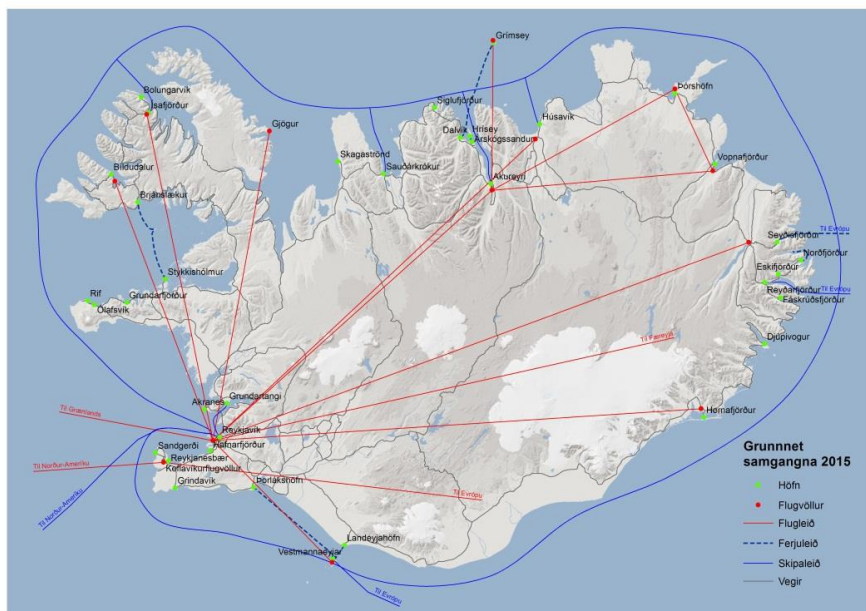 Grímsey
Bolungarvík
Ísafjörður
Gjögur
Siglufjörður
Þórshöfn
Húsavík
Dalvík
Hrísey
Árskógssandur
Skagaströnd
Sauðárkrókur
Vopnafjörður
Bíldudalur
Akureyri
Brjánslækur
Seyðisfjörður
Til Evrópu
Norðfjörður
Stykkishólmur
Eskifjörður
Rif
Grundarfjörður
Reyðarfjörður
Til Evrópu
Ólafsvík
Fáskrúðsfjörður
Til Færeyja
Djúpivogur
Akranes
Grundartangi
Til Grænlands
Hornafjörður
Reykjavík
Hafnarfjörður
Sandgerði
Reykjanesbær
Til Norður-Ameríku
Keflavíkurflugvöllur
Grindavík
Þorlákshöfn
Til Evrópu
Til Norður-Ameríku
Landeyjahöfn
Vestmannaeyjar
Til Evrópu
Grunnnet
samgangna 2015
Höfn
Flugvöllur
Flugleið
Ferjuleið
Skipaleið
Vegir